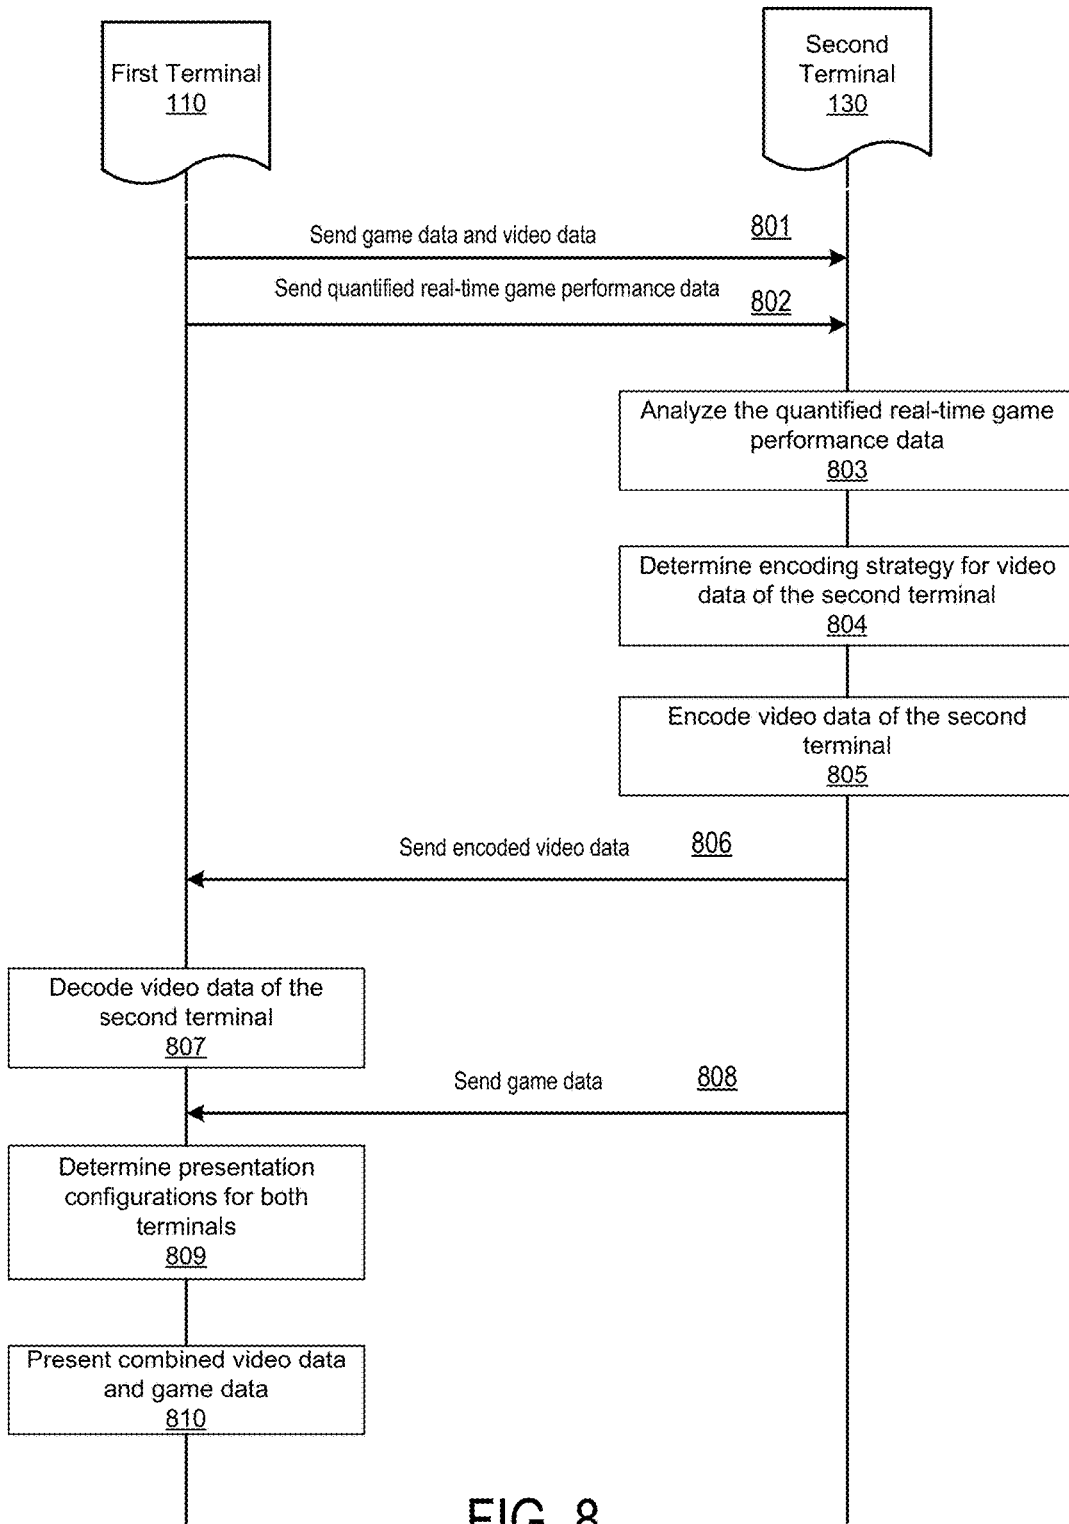 First Terminal
110
Second
Terminal
130
Send game data and video data
801
Send quantified real-time game performance data
802
Analyze the quantified real-time game
performance data
803
Determine encoding strategy for video
data of the second terminal
804
Encode video data of the second
terminal
805
Send encoded video data
806
Decode video data of the
second terminal
807
Send game data
808
Determine presentation
configurations for both
terminals
809
Present combined video data
and game data
810
FIG. 8